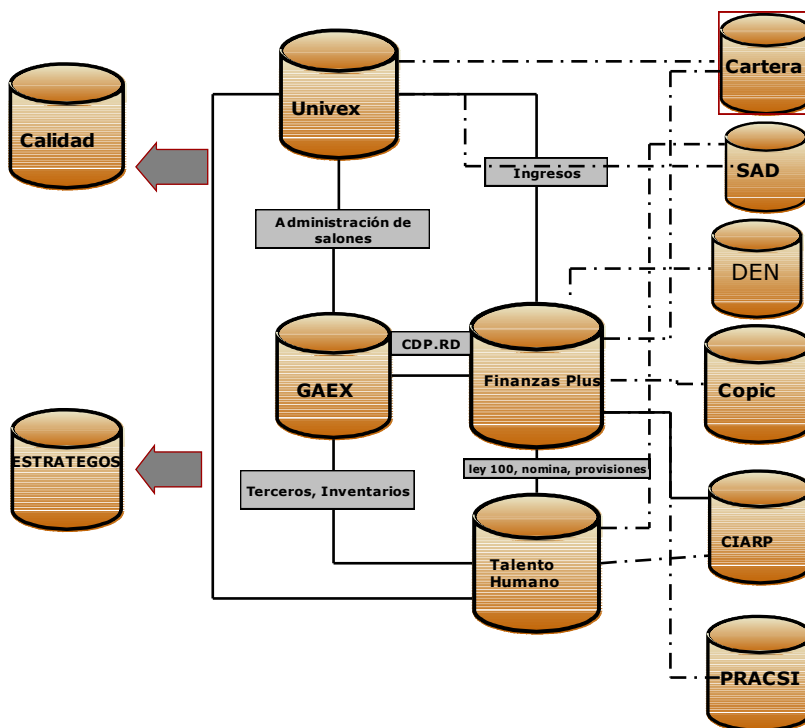 Cartera
Univex
Calidad
SAD
Ingresos
Administración de
salones
DEN
CDP.RD
GAEX
Finanzas Plus
Copic
ESTRATEGOS
ley 100, nomina, provisiones
Terceros, Inventarios
CIARP
Talento
Humano
PRACSI